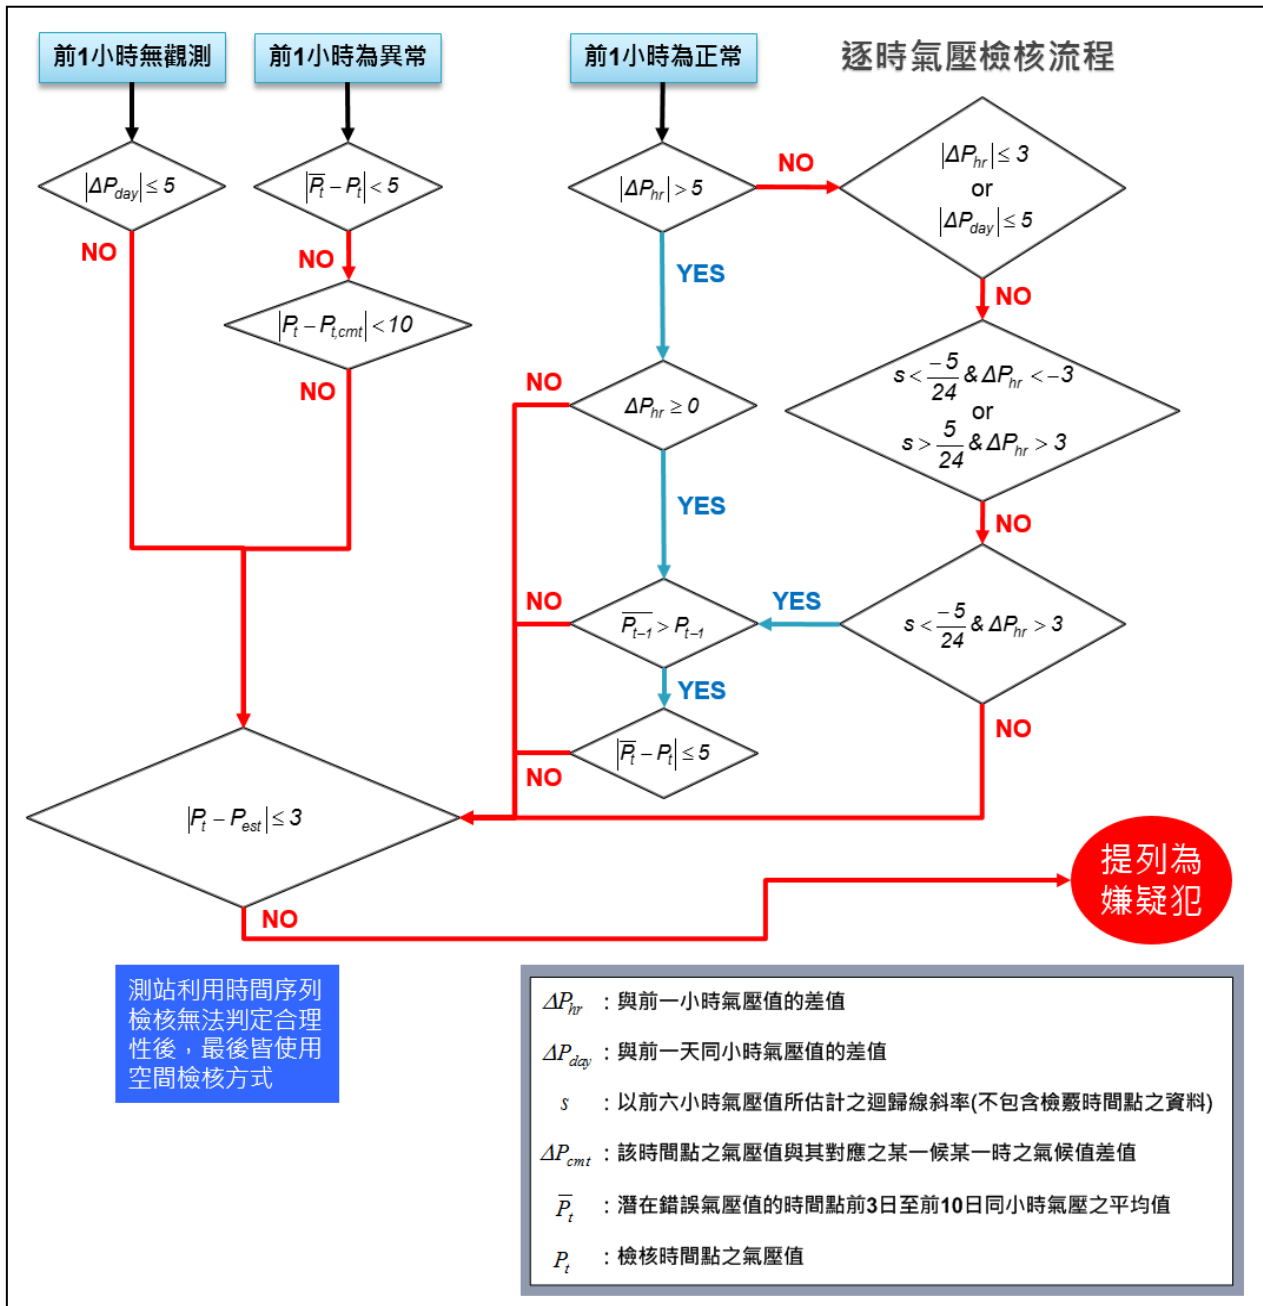 逐時氣壓檢核流程
前1小時無觀測
前1小時為異常
前1小時為正常
|ΔP_day| ≤ 5
NO
|P̅_t − P_t| < 5
NO
|P_t − P_t,cmt| < 10
NO
|ΔP_hr| > 5
NO
YES
|ΔP_hr| ≤ 3
or
|ΔP_day| ≤ 5
NO
ΔP_hr ≥ 0
NO
YES
s < −5/24 & ΔP_hr < −3
or
s > 5/24 & ΔP_hr > 3
NO
P̅_t−1 > P_t−1
NO
YES
s < −5/24 & ΔP_hr > 3
YES
NO
|P̅_t − P_t| ≤ 5
NO
|P_t − P_est| ≤ 3
NO
提列為
嫌疑犯
測站利用時間序列
檢核無法判定合理
性後，最後皆使用
空間檢核方式
ΔP_hr ：與前一小時氣壓值的差值
ΔP_day ：與前一天同小時氣壓值的差值
s ：以前六小時氣壓值所估計之迴歸線斜率(不包含檢覈時間點之資料)
ΔP_cmt ：該時間點之氣壓值與其對應之某一候某一時之氣候值差值
P̅_t ：潛在錯誤氣壓值的時間點前3日至前10日同小時氣壓之平均值
P_t ：檢核時間點之氣壓值